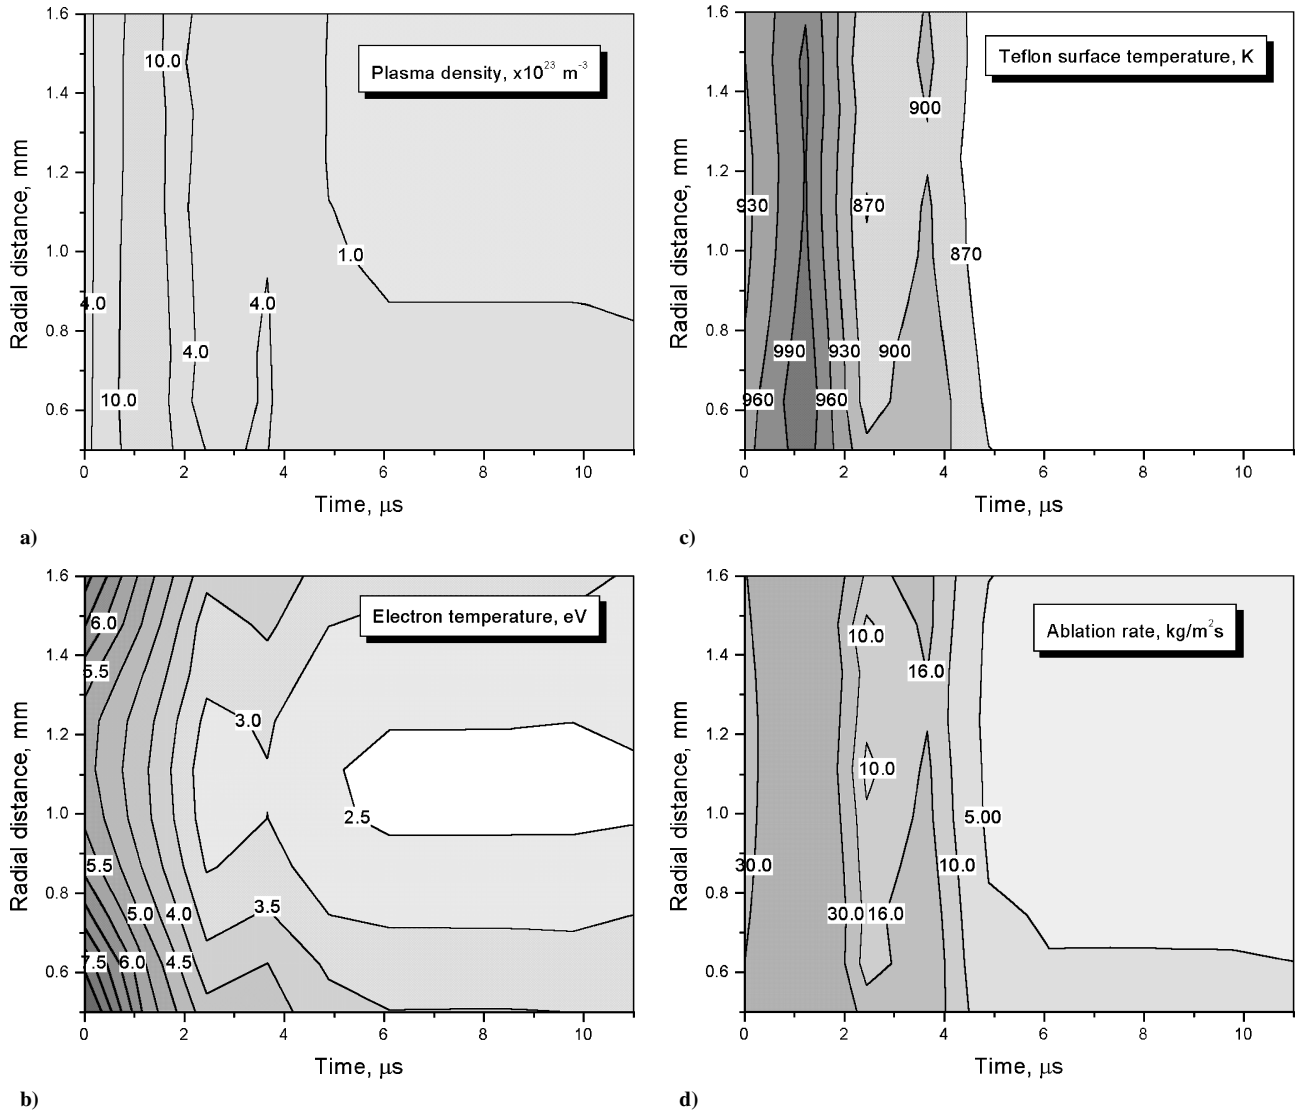 1.6
1.4
1.2
1.0
0.8
0.6
Radial distance, mm
10.0
Plasma density, x10²³ m⁻³
1.0
4.0
4.0
4.0
10.0
0 2 4 6 8 10
Time, μs
a)
1.6
1.4
1.2
1.0
0.8
0.6
Radial distance, mm
Teflon surface temperature, K
900
930
870
870
990
930
900
960
960
0 2 4 6 8 10
Time, μs
c)
1.6
1.4
1.2
1.0
0.8
0.6
Radial distance, mm
Electron temperature, eV
6.0
5.5
3.0
2.5
5.5
5.0
4.0
3.5
7.5
6.0
4.5
0 2 4 6 8 10
Time, μs
b)
1.6
1.4
1.2
1.0
0.8
0.6
Radial distance, mm
Ablation rate, kg/m²s
10.0
16.0
10.0
5.00
30.0
10.0
30.0
16.0
0 2 4 6 8 10
Time, μs
d)